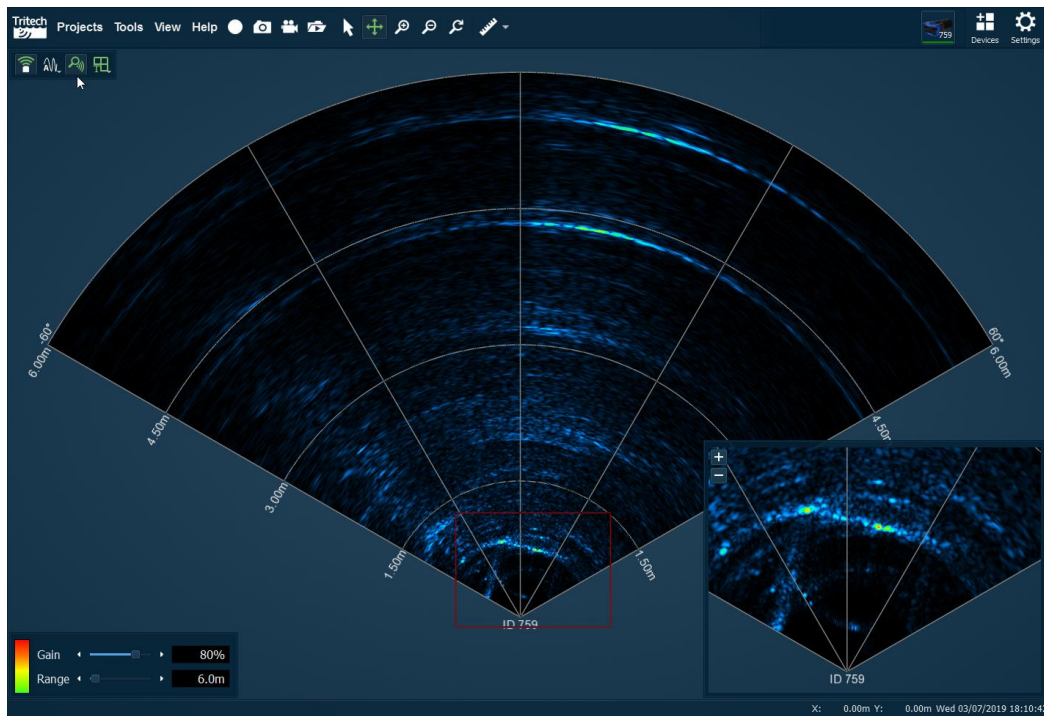 Tritech Projects Tools View Help
759
Devices Settings
A
-60°
6.00m
60°
6.00m
4.50m
4.50
3.00m
1.50m
1.50m
ID 759
+
−
ID 759
Gain 80%
Range 6.0m
X: 0.00m Y: 0.00m Wed 03/07/2019 18:10:4